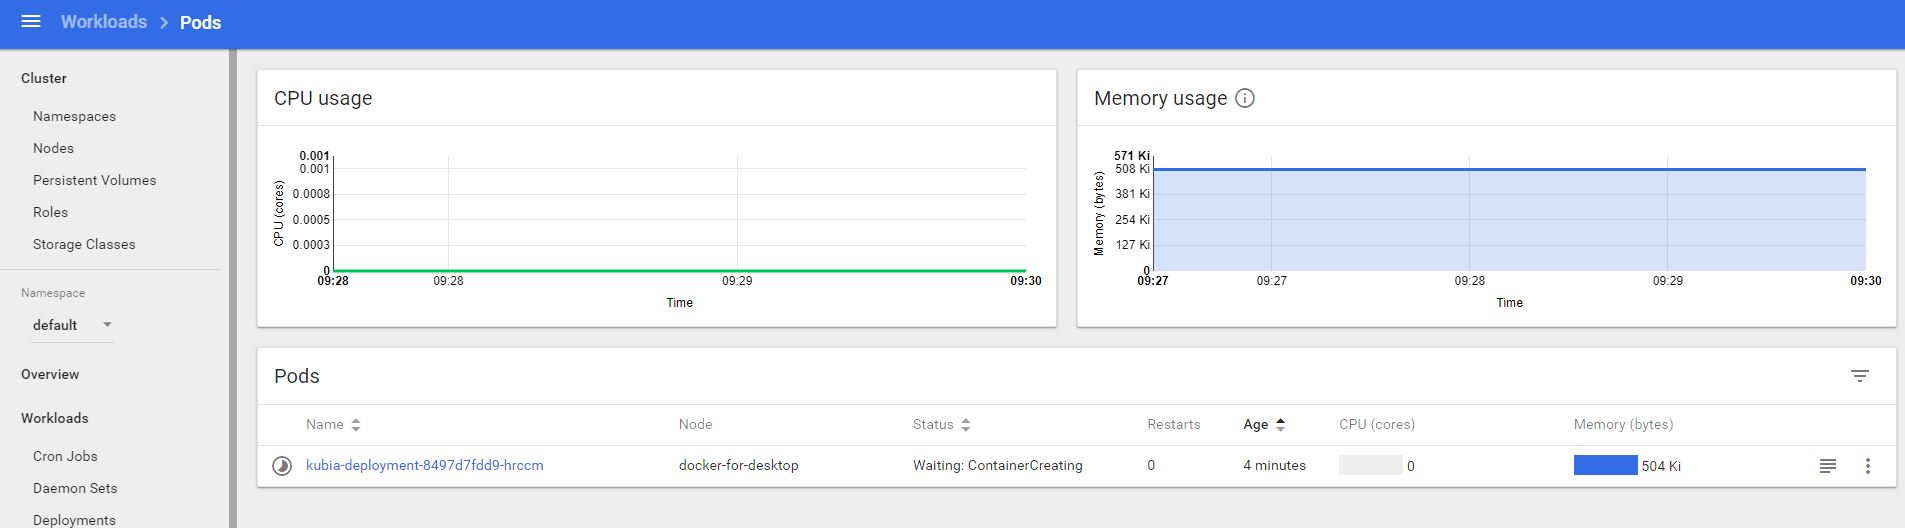 Workloads > Pods
Cluster
Namespaces
Nodes
Persistent Volumes
Roles
Storage Classes
Namespace
default
Overview
Workloads
Cron Jobs
Daemon Sets
Deployments
CPU usage
CPU (cores)
0.001
0.001
0.0008
0.0005
0.0003
0
09:28 09:28 09:29 09:30
Time
Memory usage
Memory (bytes)
571 Ki
508 Ki
381 Ki
254 Ki
127 Ki
0
09:27 09:27 09:28 09:29 09:30
Time
Pods
Name Node Status Restarts Age CPU (cores) Memory (bytes)
kubia-deployment-8497d7fdd9-hrccm docker-for-desktop Waiting: ContainerCreating 0 4 minutes 0 504 Ki